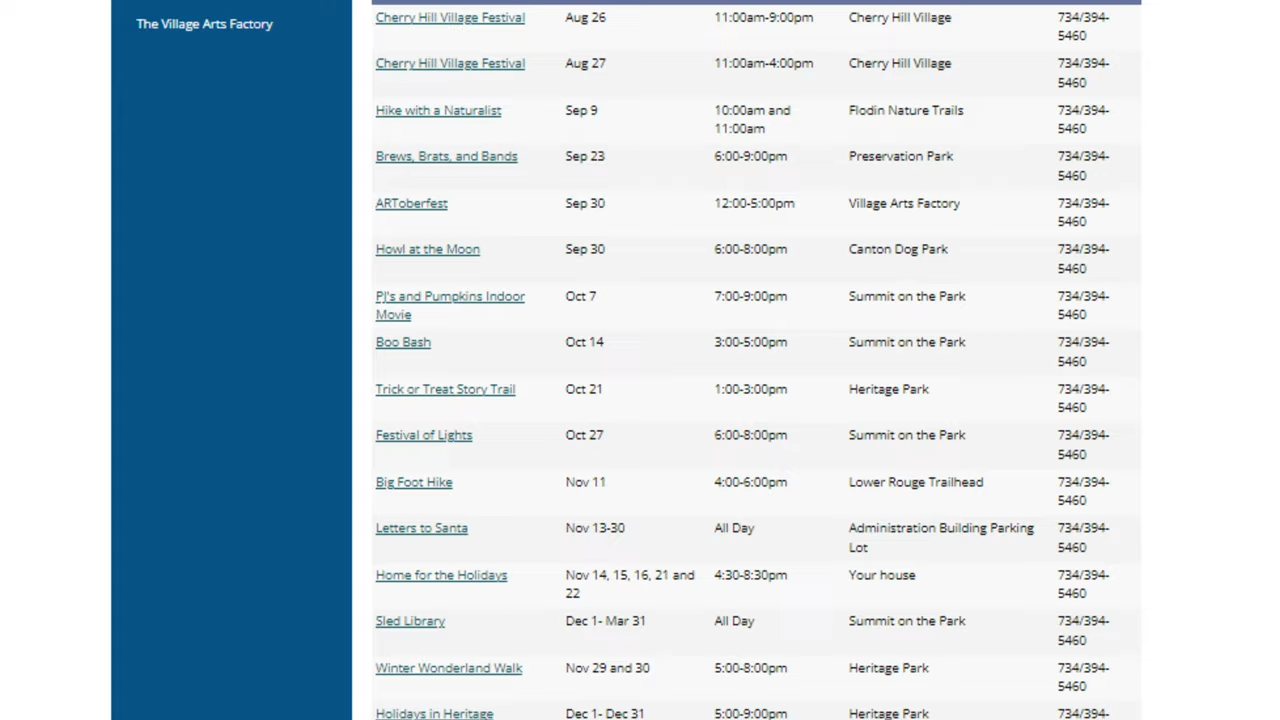 The Village Arts Factory
Cherry Hill Village Festival Aug 26 11:00am-9:00pm Cherry Hill Village 734/394-
5460
Cherry Hill Village Festival Aug 27 11:00am-4:00pm Cherry Hill Village 734/394-
5460
Hike with a Naturalist Sep 9 10:00am and Flodin Nature Trails 734/394-
11:00am 5460
Brews, Brats, and Bands Sep 23 6:00-9:00pm Preservation Park 734/394-
5460
ARToberfest Sep 30 12:00-5:00pm Village Arts Factory 734/394-
5460
Howl at the Moon Sep 30 6:00-8:00pm Canton Dog Park 734/394-
5460
PJ's and Pumpkins Indoor Oct 7 7:00-9:00pm Summit on the Park 734/394-
Movie 5460
Boo Bash Oct 14 3:00-5:00pm Summit on the Park 734/394-
5460
Trick or Treat Story Trail Oct 21 1:00-3:00pm Heritage Park 734/394-
5460
Festival of Lights Oct 27 6:00-8:00pm Summit on the Park 734/394-
5460
Big Foot Hike Nov 11 4:00-6:00pm Lower Rouge Trailhead 734/394-
5460
Letters to Santa Nov 13-30 All Day Administration Building Parking 734/394-
Lot 5460
Home for the Holidays Nov 14, 15, 16, 21 and 4:30-8:30pm Your house 734/394-
22 5460
Sled Library Dec 1- Mar 31 All Day Summit on the Park 734/394-
5460
Winter Wonderland Walk Nov 29 and 30 5:00-8:00pm Heritage Park 734/394-
5460
Holidays in Heritage Dec 1- Dec 31 5:00-9:00pm Heritage Park 734/394-